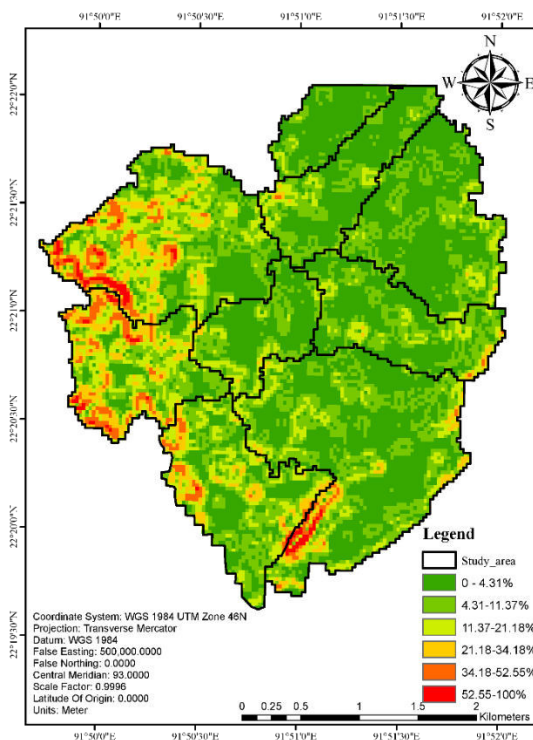 91°50'0"E 91°50'30"E 91°51'0"E 91°51'30"E 91°52'0"E
N
W E
S
22°22'0"N
22°21'30"N
22°21'0"N
22°20'30"N
22°20'0"N
22°19'30"N
Legend
Study_area
0 - 4.31%
4.31-11.37%
11.37-21.18%
21.18-34.18%
34.18-52.55%
52.55-100%
Coordinate System: WGS 1984 UTM Zone 46N
Projection: Transverse Mercator
Datum: WGS 1984
False Easting: 500,000.0000
False Northing: 0.0000
Central Meridian: 93.0000
Scale Factor: 0.9996
Latitude Of Origin: 0.0000
Units: Meter
0 0.25 0.5 1 1.5 2
Kilometers
91°50'0"E 91°50'30"E 91°51'0"E 91°51'30"E 91°52'0"E